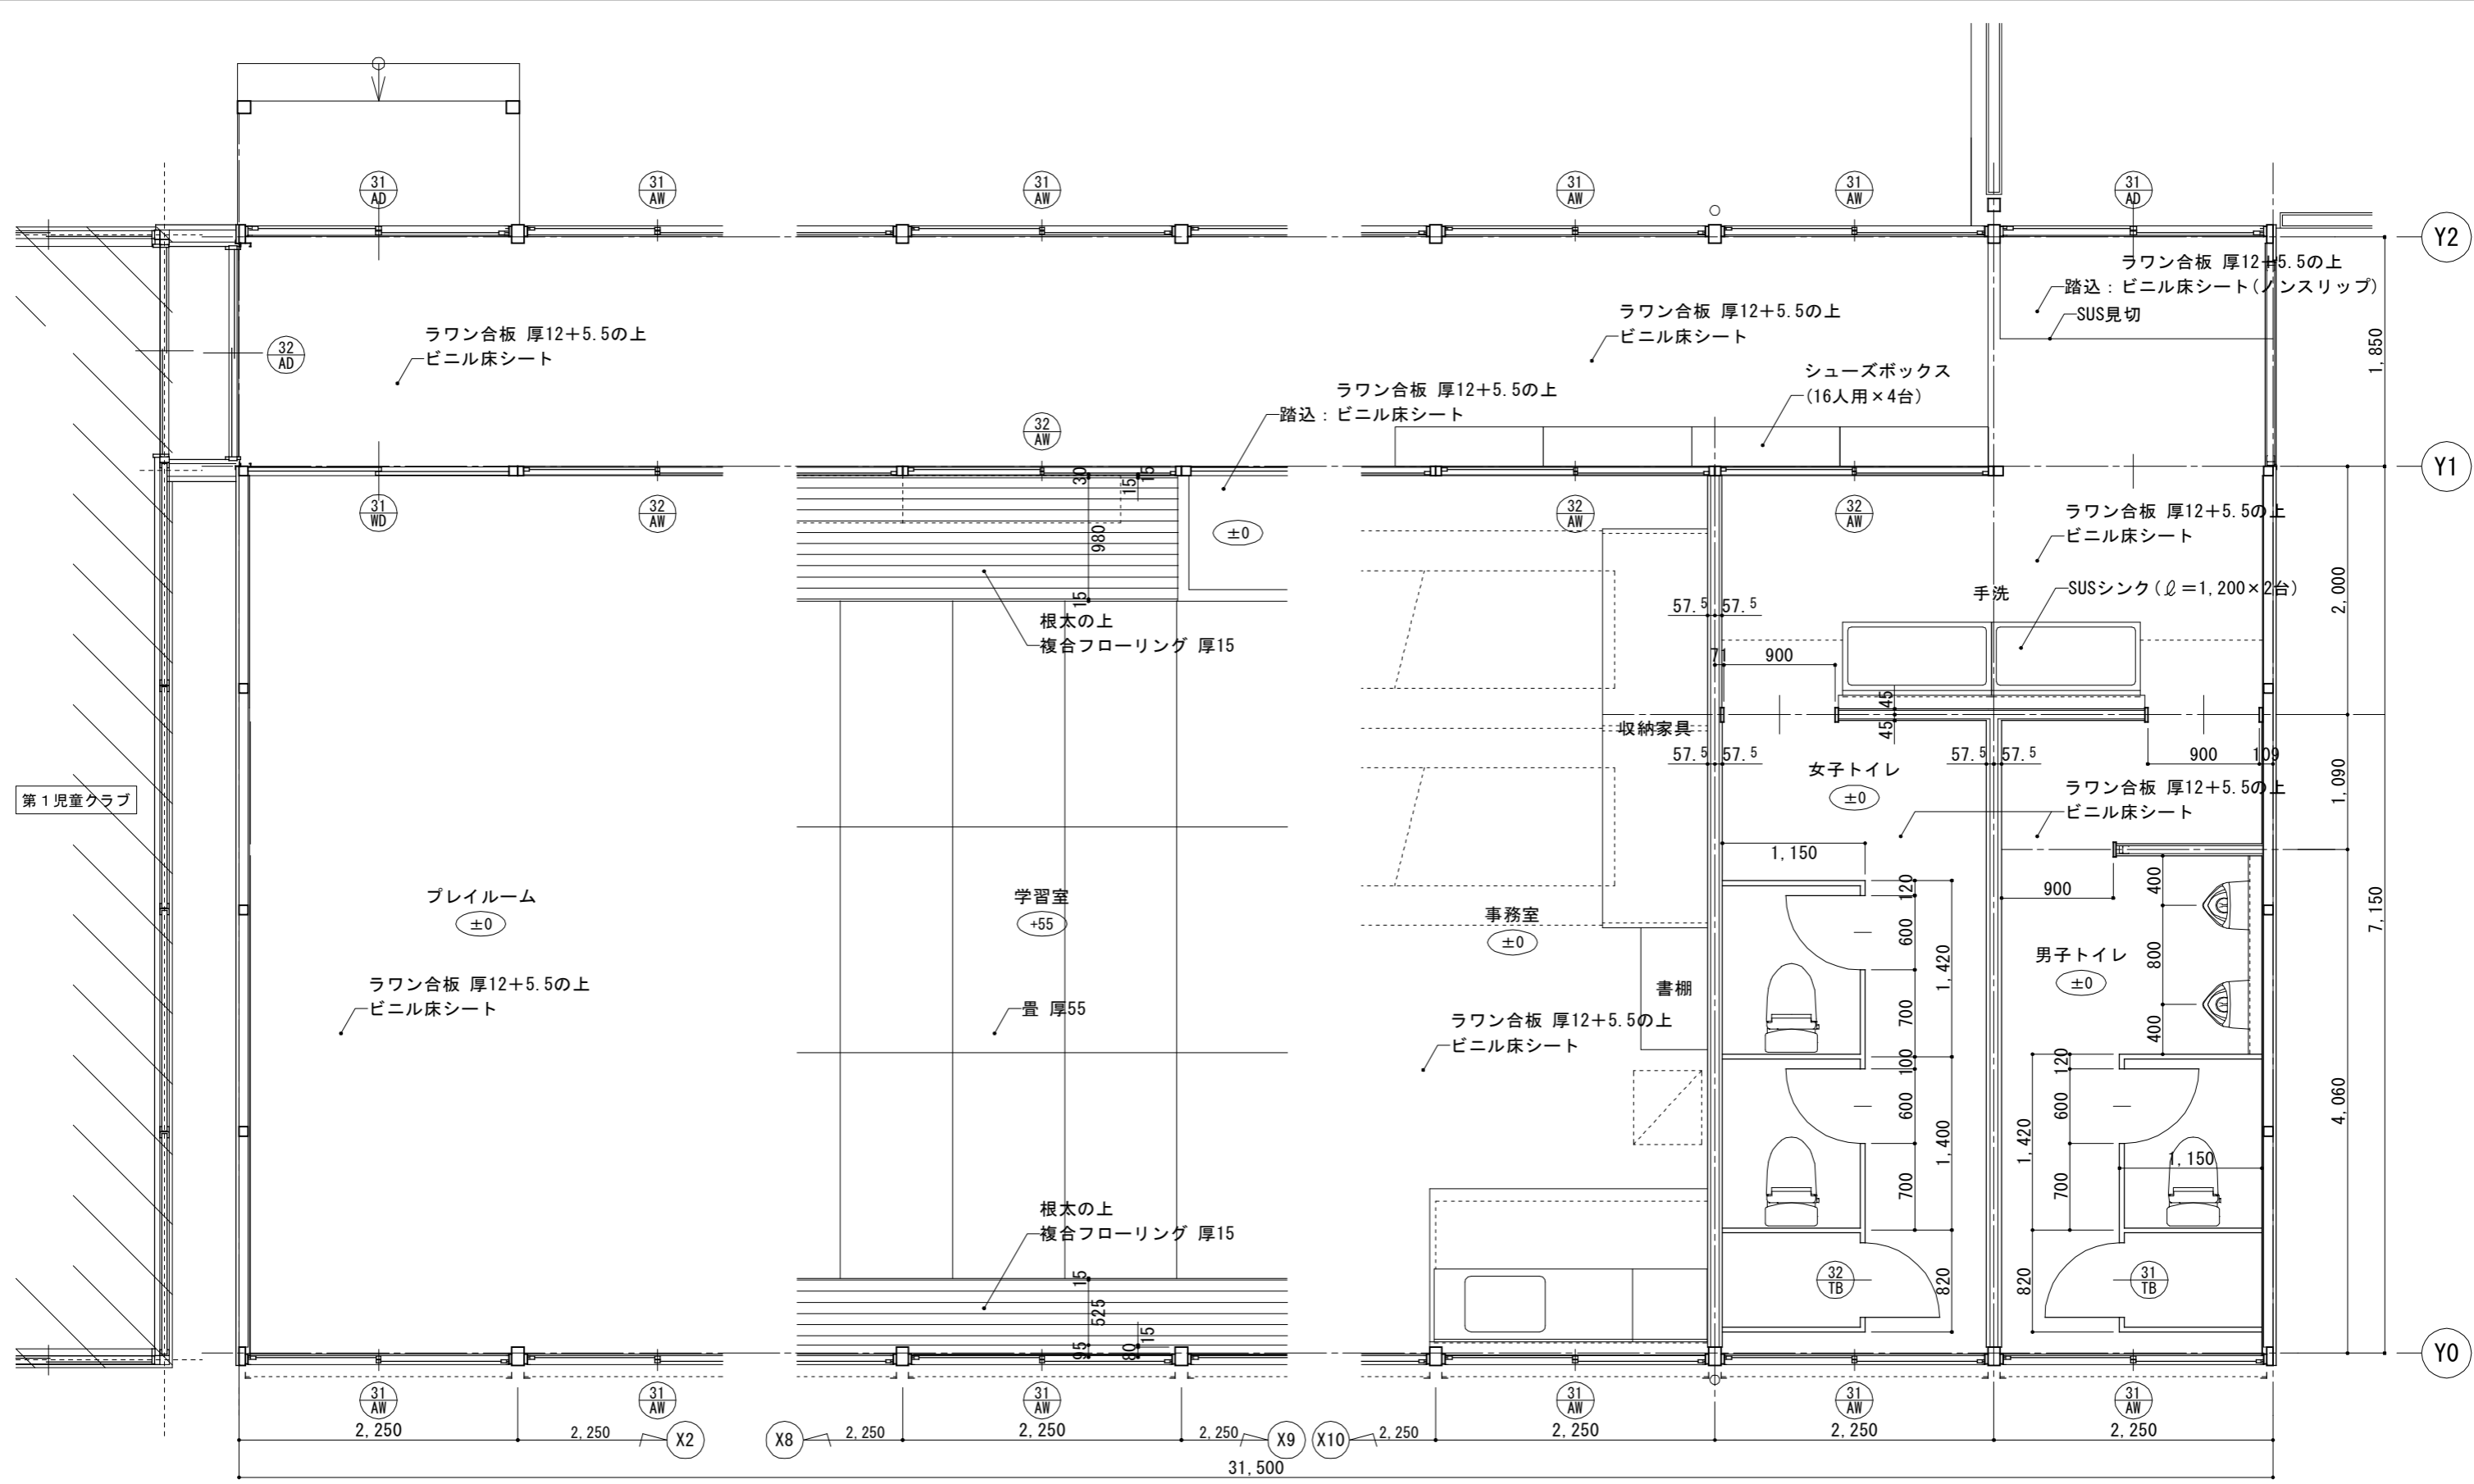 31
AD
31
AW
31
AW
31
AW
31
AW
31
AD
Y2
ラワン合板 厚12+5.5の上
踏込：ビニル床シート(ノンスリップ)
SUS見切
ラワン合板 厚12+5.5の上
ビニル床シート
32
AD
ラワン合板 厚12+5.5の上
ビニル床シート
1,850
シューズボックス
(16人用×4台)
ラワン合板 厚12+5.5の上
踏込：ビニル床シート
32
AW
Y1
31
WD
32
AW
30
15
15
980
15
±0
32
AW
32
AW
ラワン合板 厚12+5.5の上
ビニル床シート
手洗
SUSシンク(ℓ=1,200×2台)
2,000
57.5
57.5
根太の上
複合フローリング 厚15
71
900
45
45
収納家具
57.5
57.5
57.5
57.5
900
109
女子トイレ
±0
ラワン合板 厚12+5.5の上
ビニル床シート
1,090
第1児童クラブ
1,150
900
400
800
400
120
600
700
1,420
100
600
700
1,400
820
プレイルーム
±0
学習室
+55
事務室
±0
男子トイレ
±0
7,150
ラワン合板 厚12+5.5の上
ビニル床シート
畳 厚55
書棚
ラワン合板 厚12+5.5の上
ビニル床シート
120
600
700
1,420
820
1,150
4,060
根太の上
複合フローリング 厚15
15
525
95
15
80
32
TB
31
TB
Y0
31
AW
31
AW
31
AW
31
AW
31
AW
31
AW
2,250
2,250
X2
X8
2,250
2,250
2,250
X9
X10
2,250
2,250
2,250
2,250
31,500